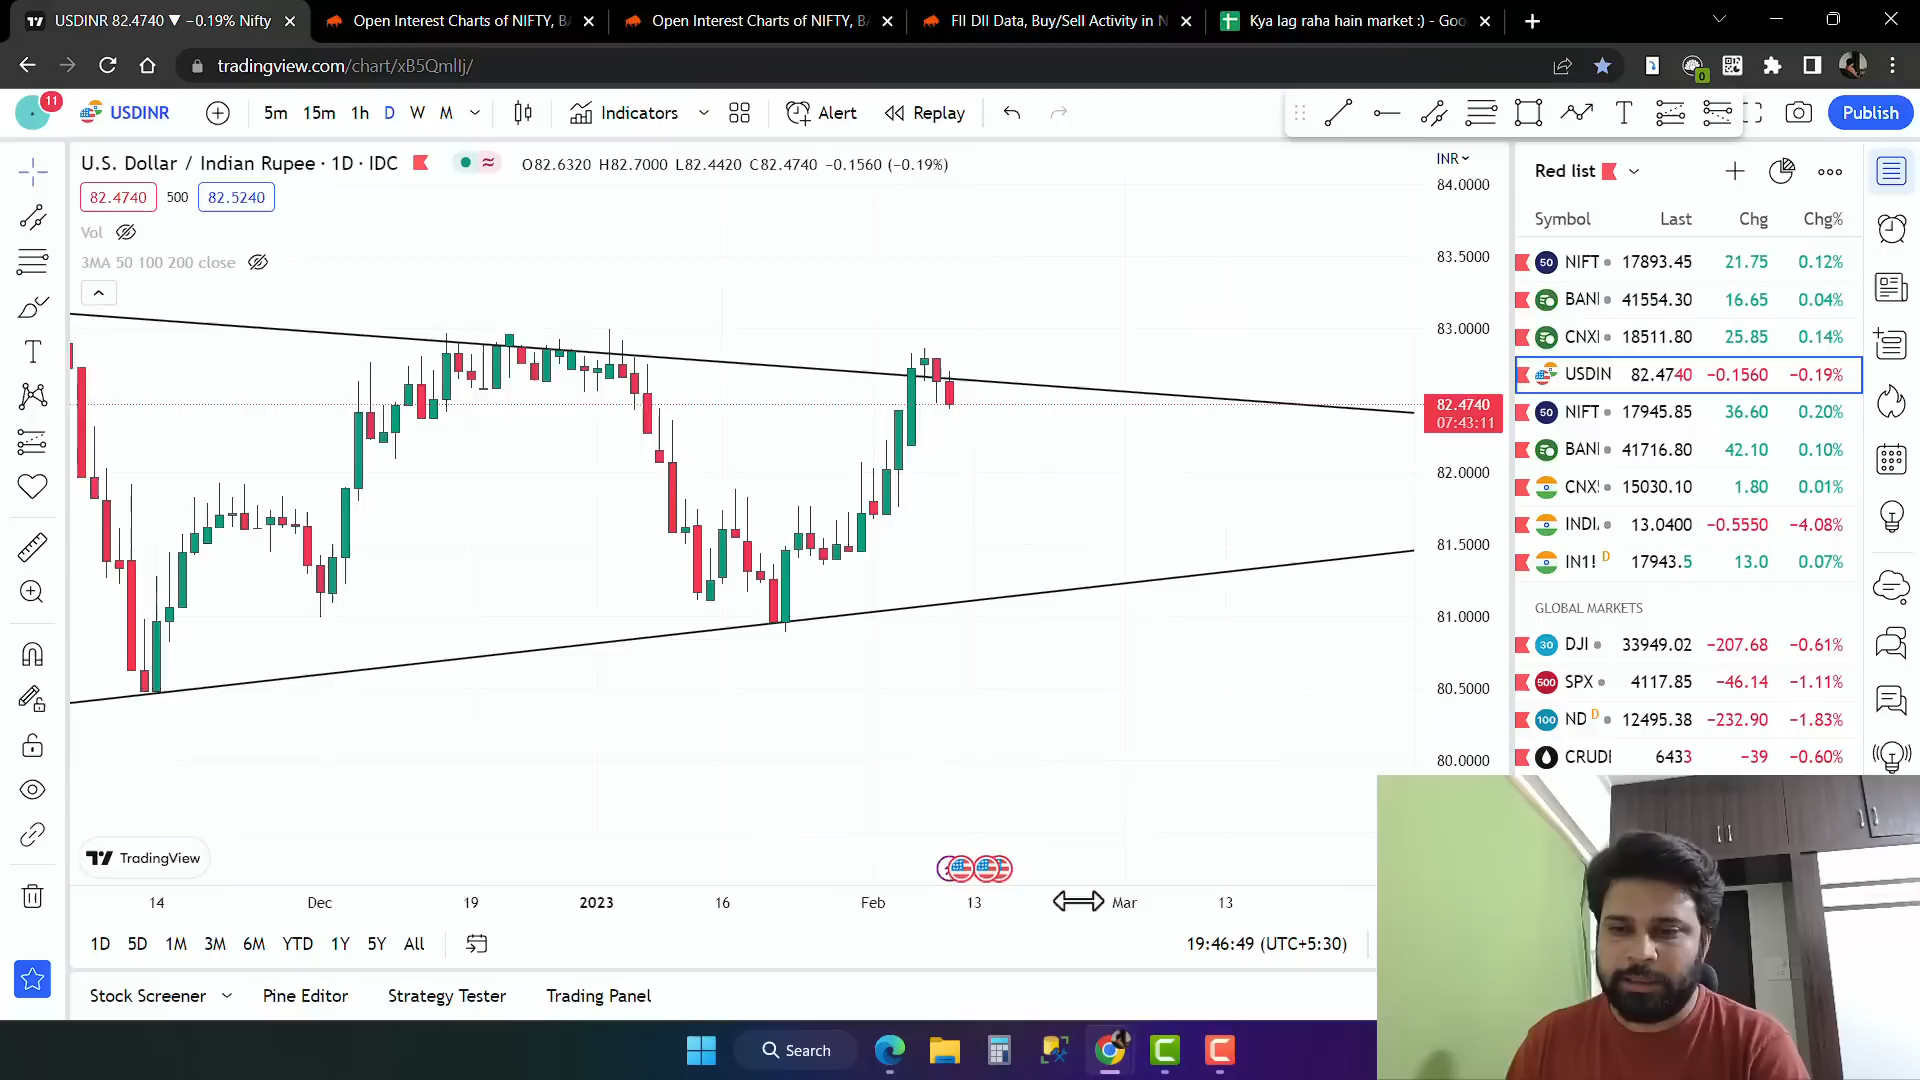 USDINR 82.4740 ▼ −0.19% Nifty
Open Interest Charts of NIFTY, BA
Open Interest Charts of NIFTY, BA
FII DII Data, Buy/Sell Activity in N
Kya lag raha hain market :) - Goo
tradingview.com/chart/xB5QmlIj/
0
11
USDINR
5m 15m 1h D W M
Indicators
Alert
Replay
Publish
U.S. Dollar / Indian Rupee · 1D · IDC
O82.6320 H82.7000 L82.4420 C82.4740 −0.1560 (−0.19%)
82.4740 500 82.5240
Vol
3MA 50 100 200 close
INR
84.0000
83.5000
83.0000
82.4740
07:43:11
82.0000
81.5000
81.0000
80.5000
80.0000
Red list
Symbol Last Chg Chg%
50 NIFT 17893.45 21.75 0.12%
BANI 41554.30 16.65 0.04%
CNXI 18511.80 25.85 0.14%
USDIN 82.4740 −0.1560 −0.19%
50 NIFT 17945.85 36.60 0.20%
BANI 41716.80 42.10 0.10%
CNX 15030.10 1.80 0.01%
INDI 13.0400 −0.5550 −4.08%
IN1! D 17943.5 13.0 0.07%
GLOBAL MARKETS
30 DJI 33949.02 −207.68 −0.61%
500 SPX 4117.85 −46.14 −1.11%
100 ND D 12495.38 −232.90 −1.83%
CRUDE 6433 −39 −0.60%
TradingView
14 Dec 19 2023 16 Feb 13 Mar 13
1D 5D 1M 3M 6M YTD 1Y 5Y All
19:46:49 (UTC+5:30)
Stock Screener Pine Editor Strategy Tester Trading Panel
Search